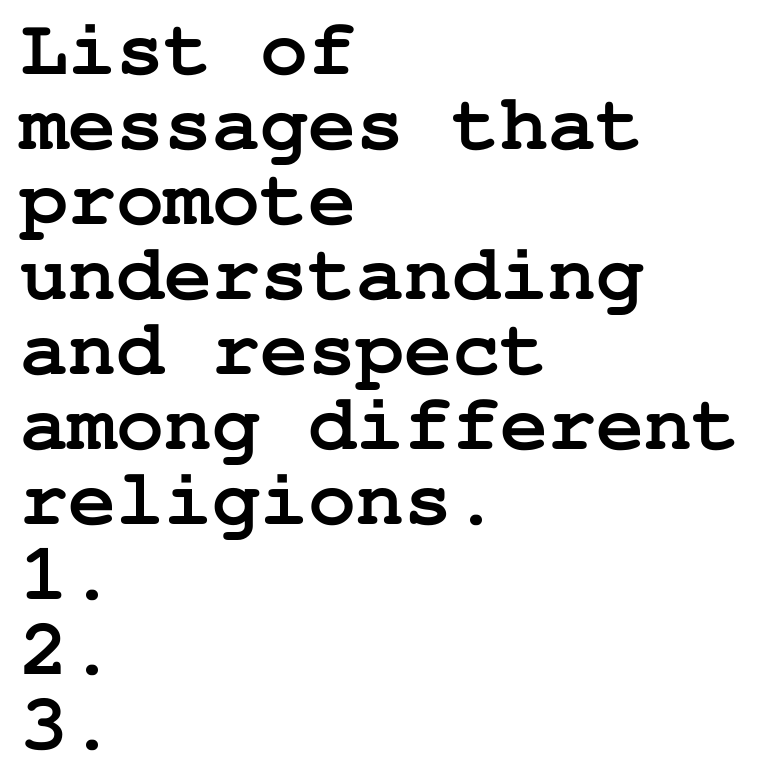 List of
messages that
promote
understanding
and respect
among different
religions.
1.
2.
3.